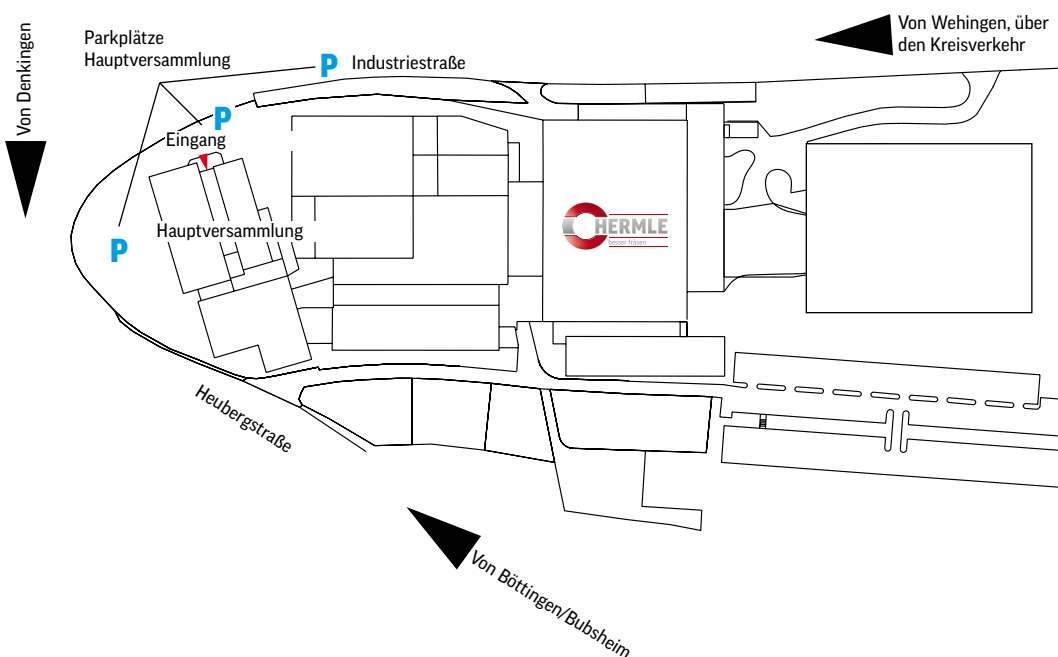 Von Denkingen
Parkplätze
Hauptversammlung
P
Industriestraße
Von Wehingen, über
den Kreisverkehr
P
Eingang
Hauptversammlung
P
HERMLE
besser fräsen
Heubergstraße
Von Böttingen/Bubsheim